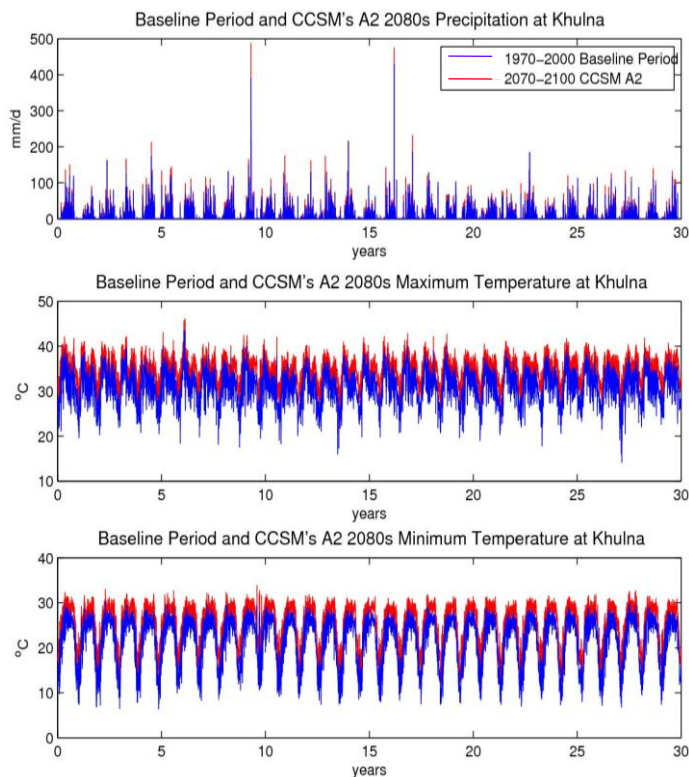 Baseline Period and CCSM's A2 2080s Precipitation at Khulna
500
400
300
200
100
0
mm/d
1970-2000 Baseline Period
2070-2100 CCSM A2
0 5 10 15 20 25 30
years
Baseline Period and CCSM's A2 2080s Maximum Temperature at Khulna
50
40
30
20
10
°C
0 5 10 15 20 25 30
years
Baseline Period and CCSM's A2 2080s Minimum Temperature at Khulna
40
30
20
10
0
°C
0 5 10 15 20 25 30
years